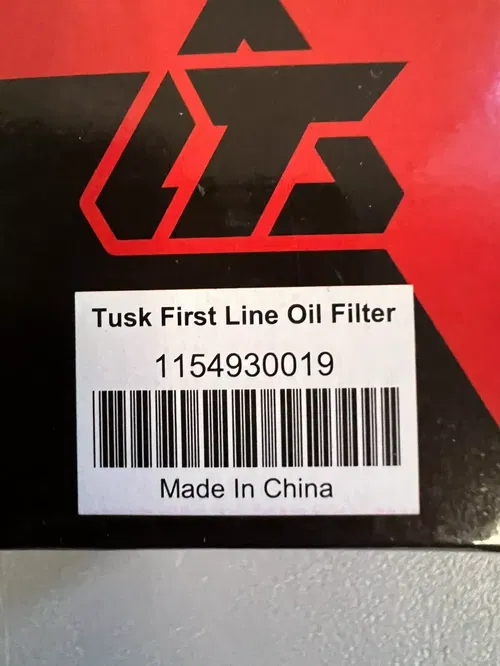 Tusk First Line Oil Filter
1154930019
Made In China